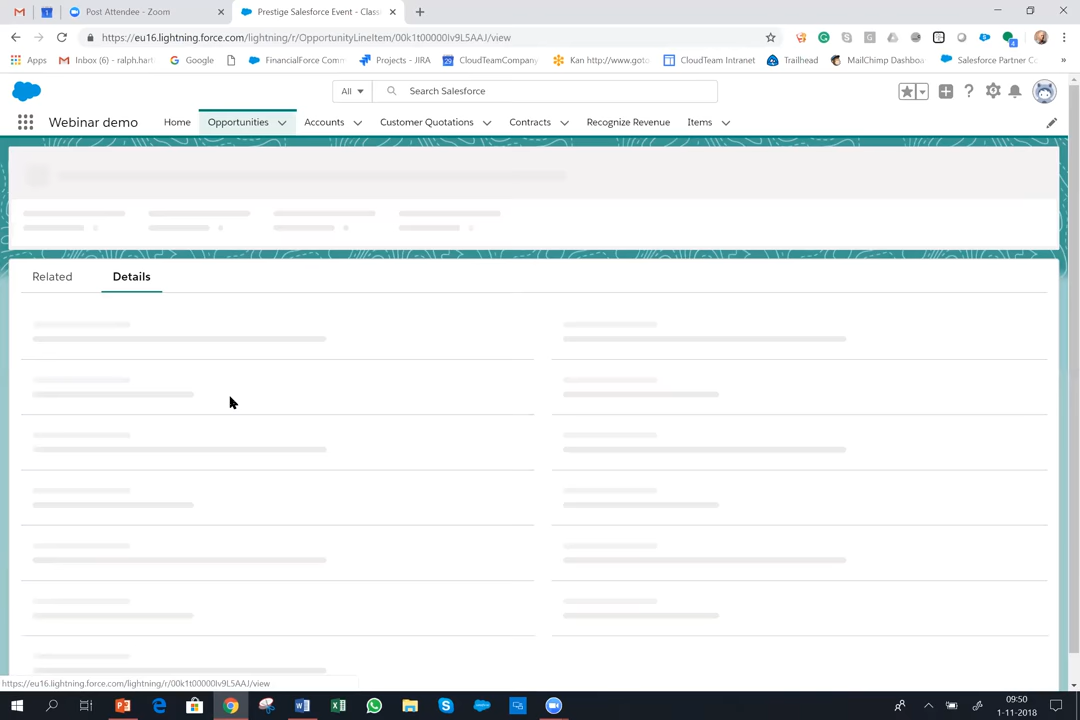 Post Attendee - Zoom
Prestige Salesforce Event - Class
https://eu16.lightning.force.com/lightning/r/OpportunityLineItem/00k1t00000Iv9L5AAJ/view
Apps
Inbox (6) - ralph.hart
Google
FinancialForce Comm
Projects - JIRA
CloudTeamCompany
Kan http://www.goto
CloudTeam Intranet
Trailhead
MailChimp Dashboa
Salesforce Partner Co
»
All
Search Salesforce
Webinar demo
Home
Opportunities
Accounts
Customer Quotations
Contracts
Recognize Revenue
Items
Related
Details
https://eu16.lightning.force.com/lightning/r/00k1t00000Iv9L5AAJ/view
09:50
1-11-2018